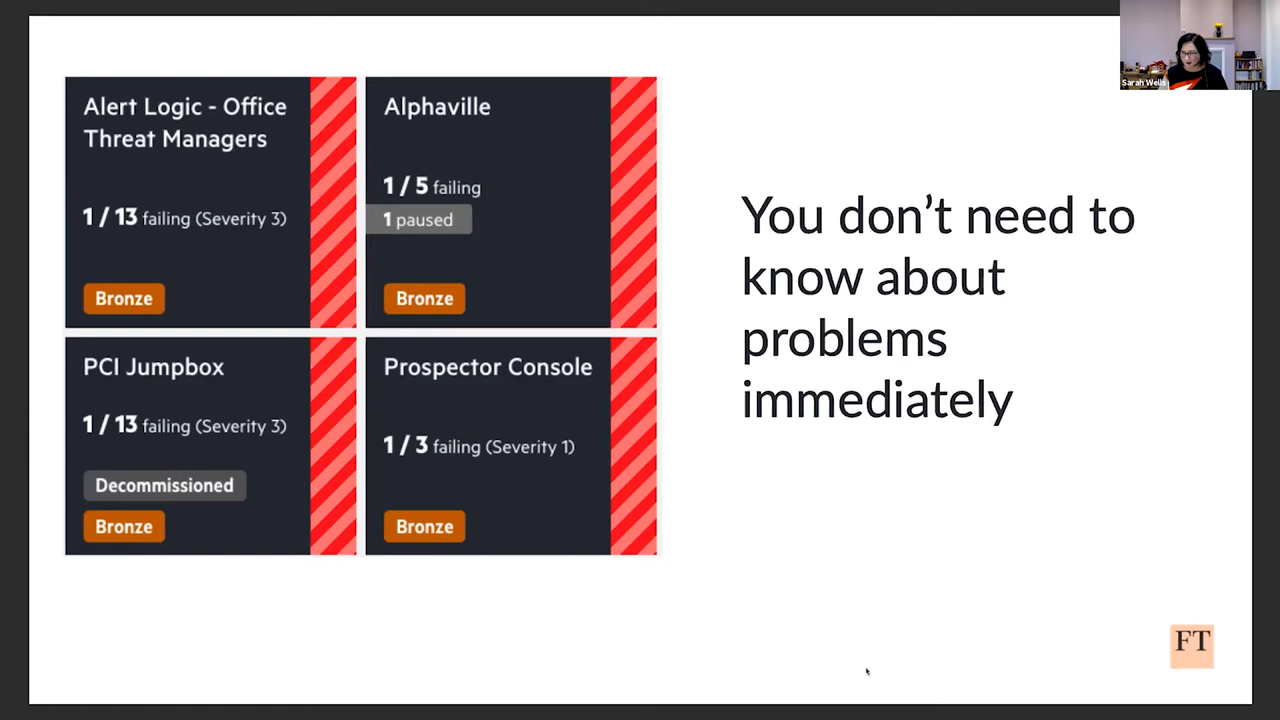 Sarah Wells
Alert Logic - Office
Threat Managers
1 / 13 failing (Severity 3)
Bronze
Alphaville
1 / 5 failing
1 paused
Bronze
PCI Jumpbox
1 / 13 failing (Severity 3)
Decommissioned
Bronze
Prospector Console
1 / 3 failing (Severity 1)
Bronze
You don’t need to
know about
problems
immediately
FT